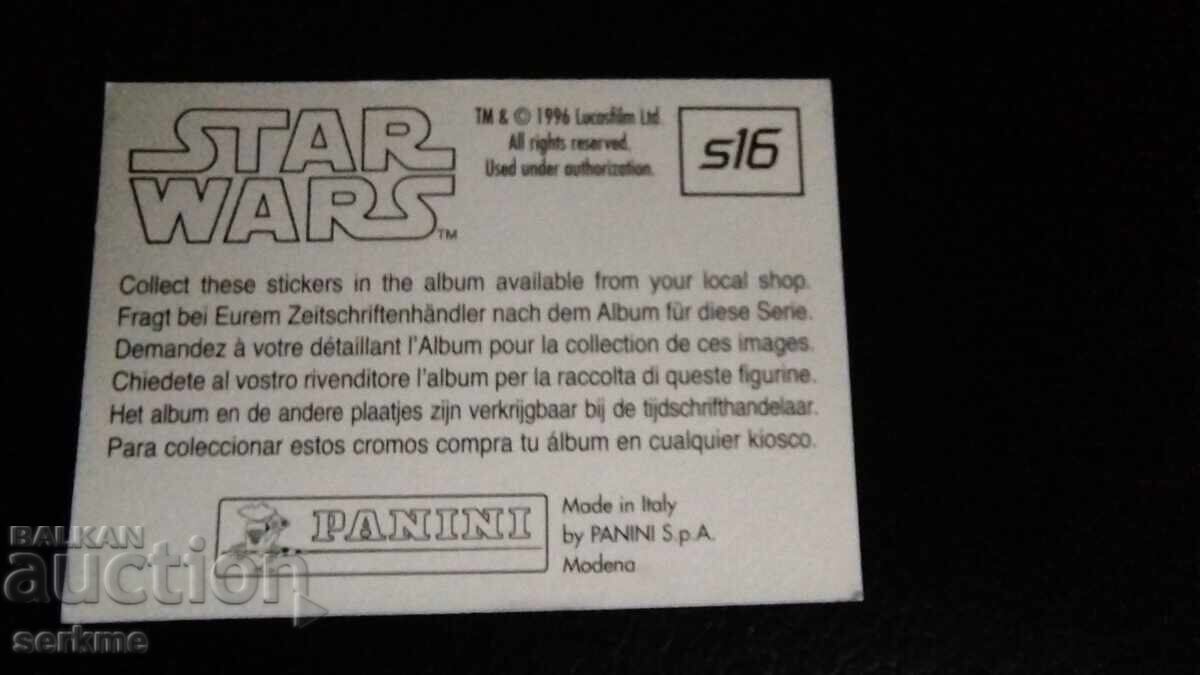 STAR
WARS
TM
TM & © 1996 Lucasfilm Ltd.
All rights reserved.
Used under authorization.
s16
Collect these stickers in the album available from your local shop.
Fragt bei Eurem Zeitschriftenhändler nach dem Album für diese Serie.
Demandez à votre détaillant l'Album pour la collection de ces images.
Chiedete al vostro rivenditore l'album per la raccolta di queste figurine.
Het album en de andere plaatjes zijn verkrijgbaar bij de tijdschrifthandelaar.
Para coleccionar estos cromos compra tu álbum en cualquier kiosco.
PANINI
Made in Italy
by PANINI S.p.A.
Modena
BALKAN
auction
serkme